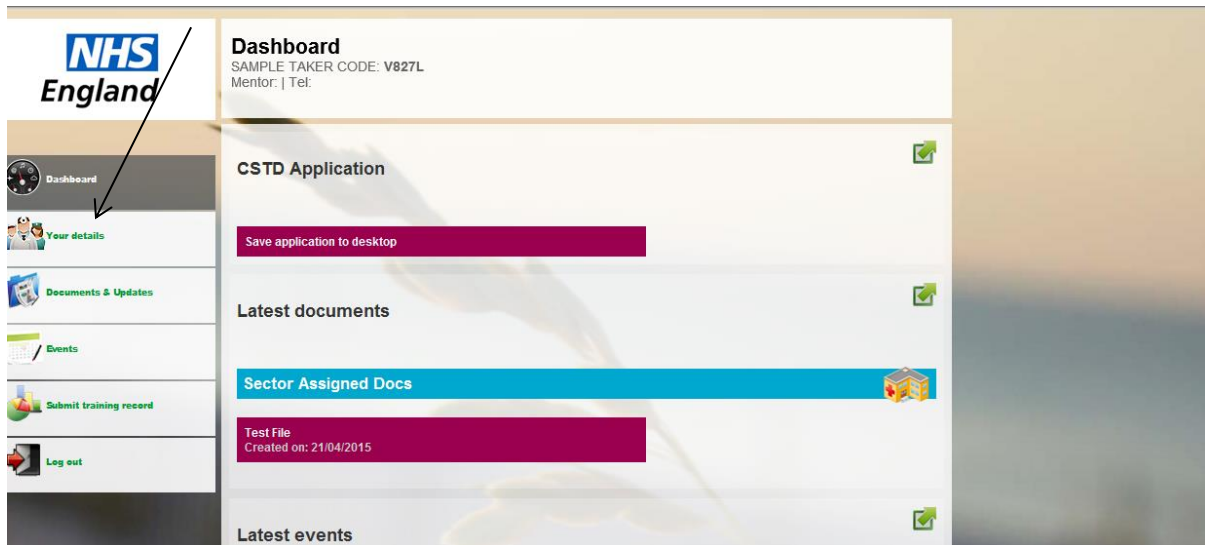 NHS
England
Dashboard
SAMPLE TAKER CODE: V827L
Mentor: | Tel:
Dashboard
Your details
Documents & Updates
Events
Submit training record
Log out
CSTD Application
Save application to desktop
Latest documents
Sector Assigned Docs
Test File
Created on: 21/04/2015
Latest events